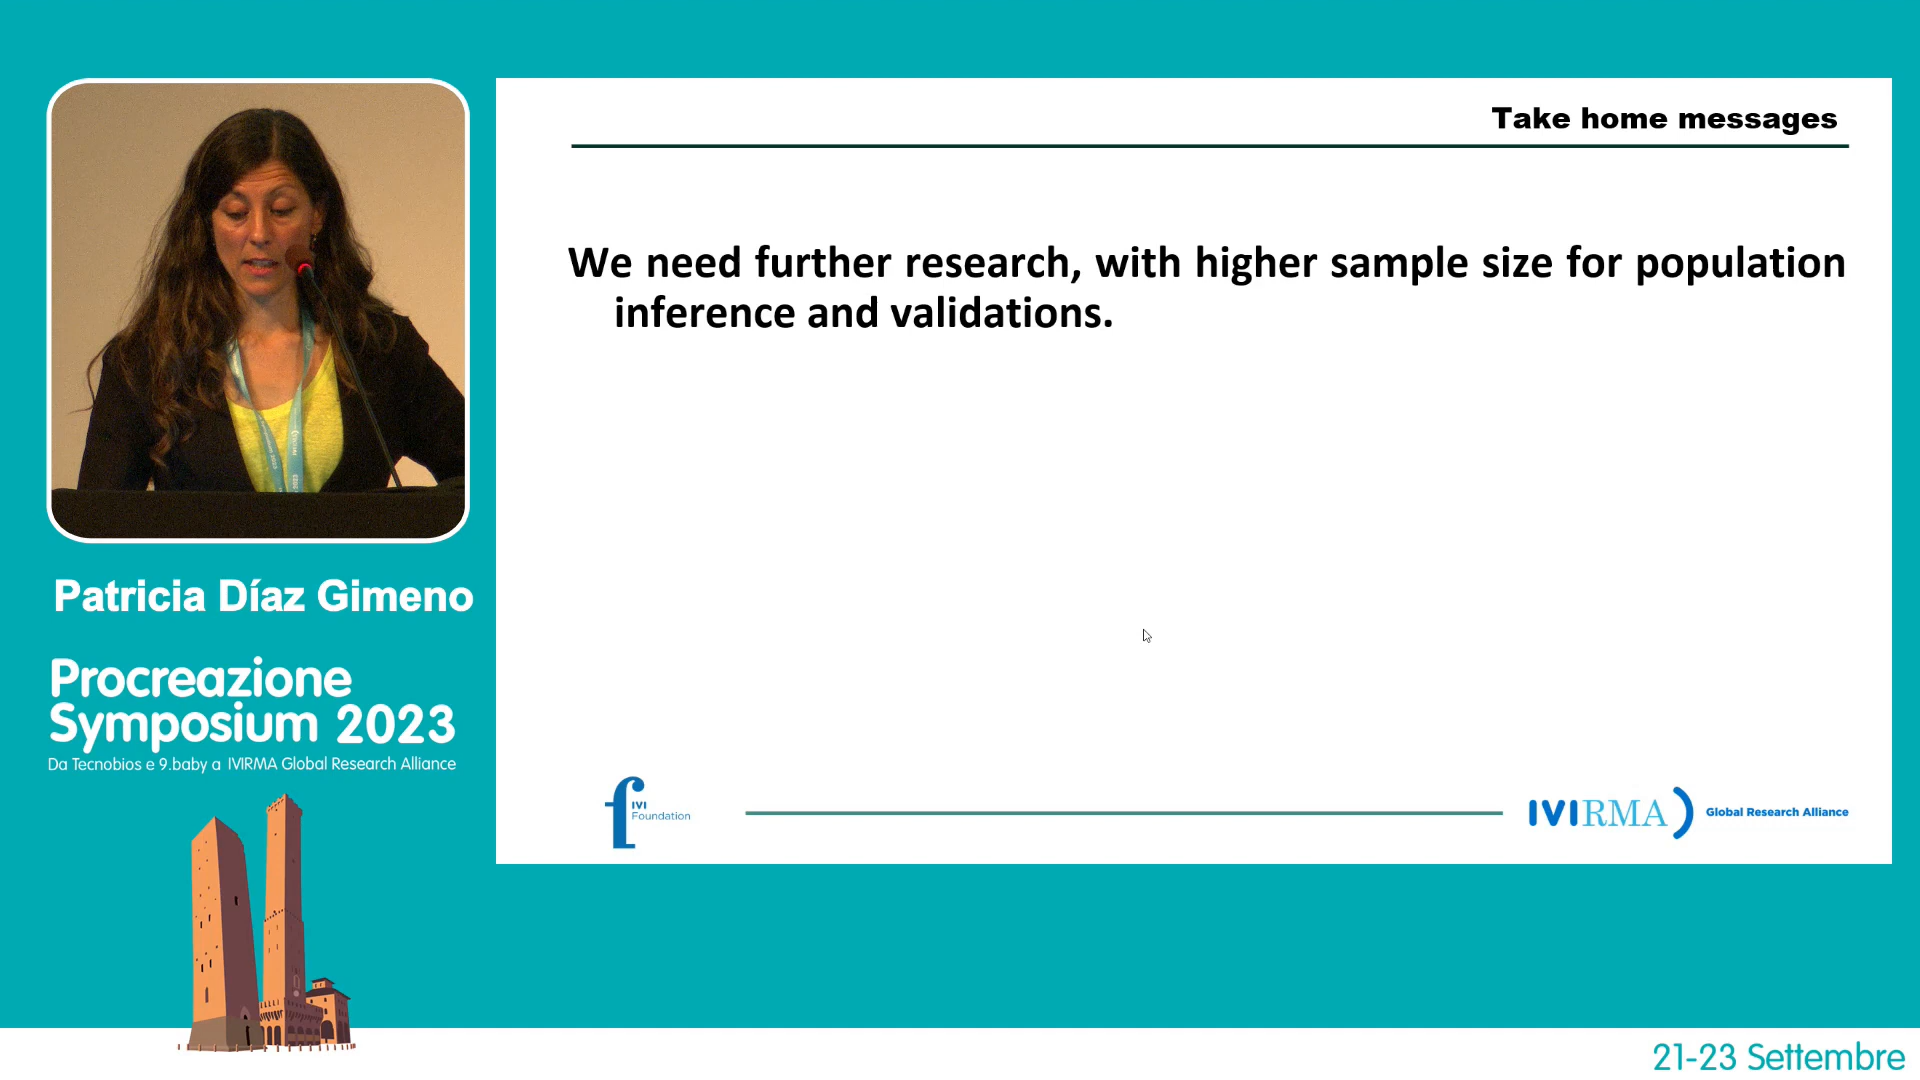 Take home messages
We need further research, with higher sample size for population
inference and validations.
Patricia Díaz Gimeno
Procreazione
Symposium 2023
Da Tecnobios e 9.baby a IVIRMA Global Research Alliance
IVI
Foundation
IVIRMA Global Research Alliance
21-23 Settembre